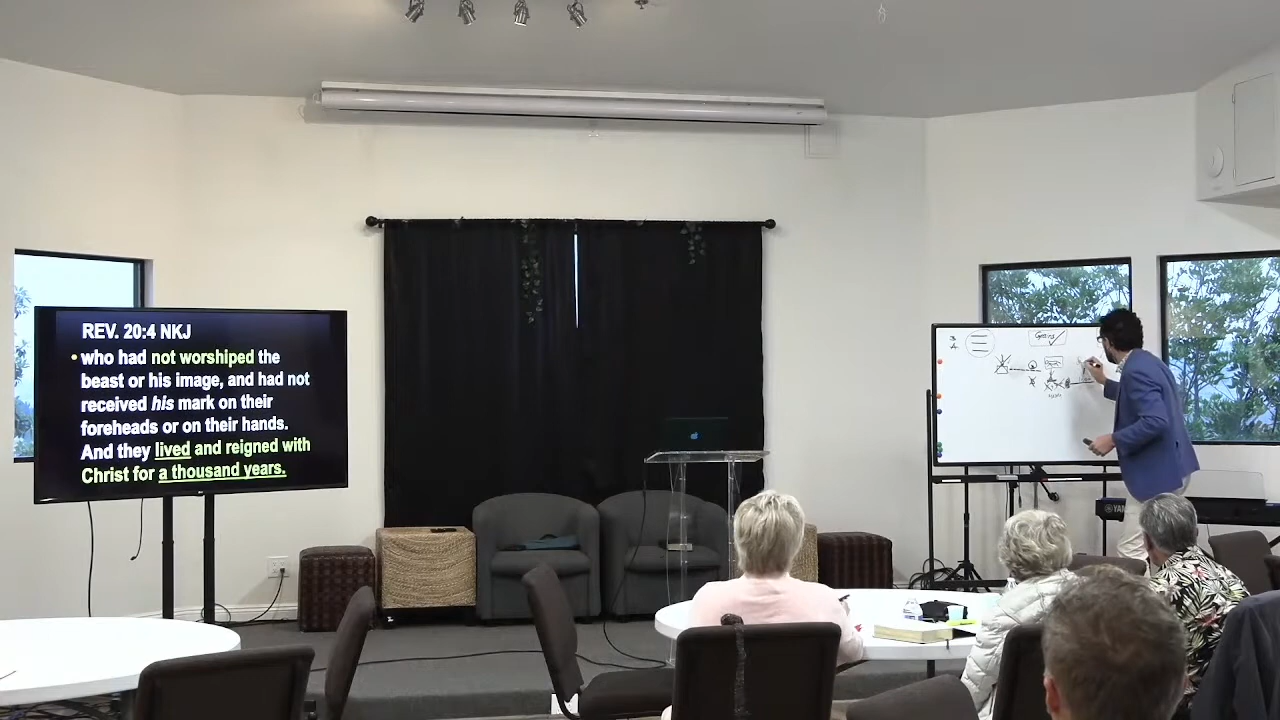 REV. 20:4 NKJ
• who had not worshiped the
beast or his image, and had not
received his mark on their
foreheads or on their hands.
And they lived and reigned with
Christ for a thousand years.